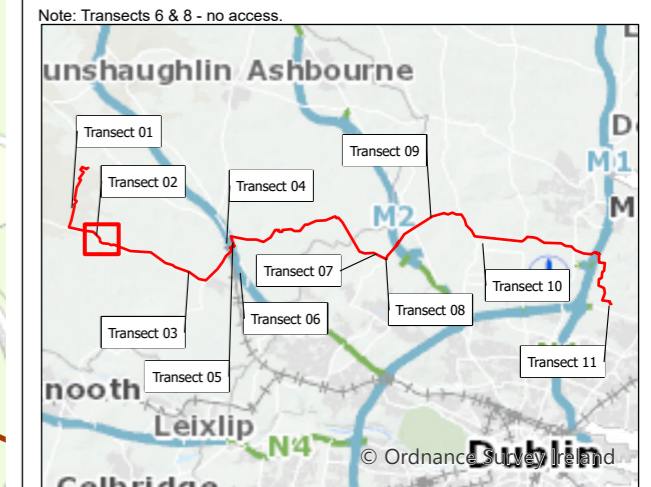 Note: Transects 6 & 8 - no access.
unshaughlin Ashbourne
Transect 01
Transect 09
M1
Transect 02
Transect 04
M2
Transect 07
Transect 10
Transect 08
Transect 06
Transect 03
Transect 11
Transect 05
nooth
Leixlip
N4
Dublin
© Ordnance Survey Ireland
Celbridge